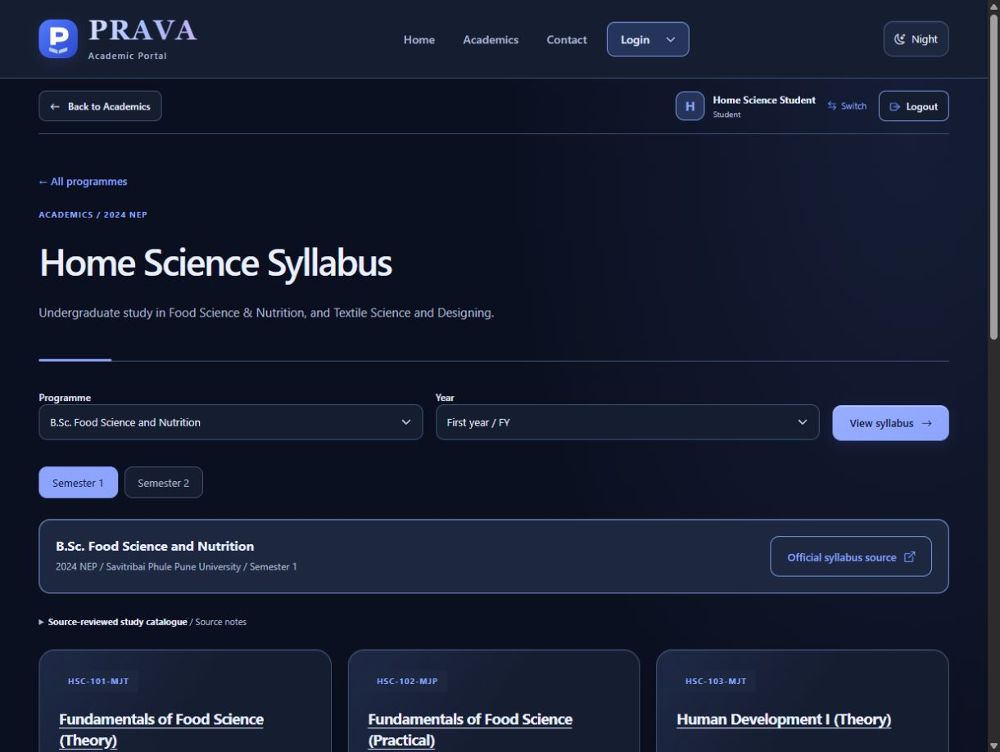 PRAVA
Academic Portal
Home
Academics
Contact
Login
Night
← Back to Academics
H
Home Science Student
Student
Switch
Logout
← All programmes
ACADEMICS / 2024 NEP
Home Science Syllabus
Undergraduate study in Food Science & Nutrition, and Textile Science and Designing.
Programme
B.Sc. Food Science and Nutrition
Year
First year / FY
View syllabus →
Semester 1
Semester 2
B.Sc. Food Science and Nutrition
2024 NEP / Savitribai Phule Pune University / Semester 1
Official syllabus source
Source-reviewed study catalogue / Source notes
HSC-101-MJT
Fundamentals of Food Science
(Theory)
HSC-102-MJP
Fundamentals of Food Science
(Practical)
HSC-103-MJT
Human Development I (Theory)